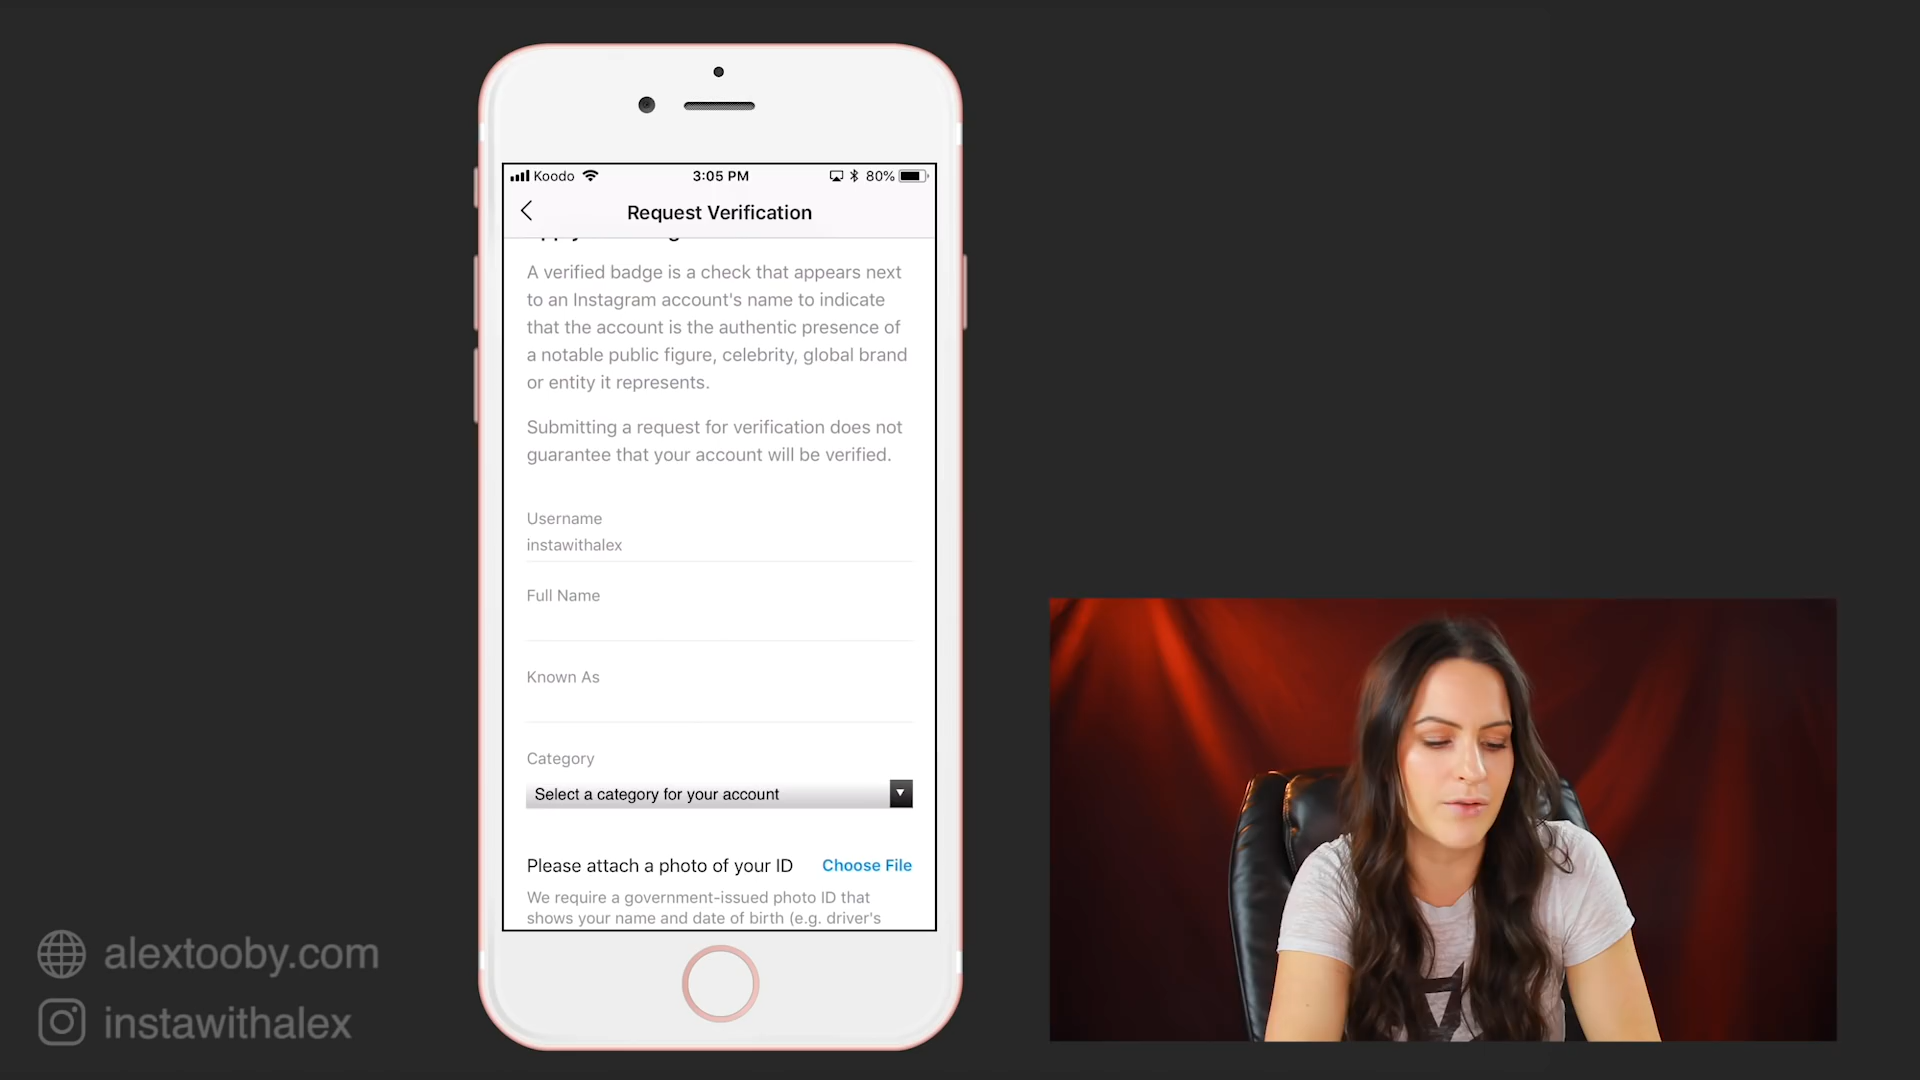 Koodo
3:05 PM
80%
Request Verification
A verified badge is a check that appears next
to an Instagram account's name to indicate
that the account is the authentic presence of
a notable public figure, celebrity, global brand
or entity it represents.
Submitting a request for verification does not
guarantee that your account will be verified.
Username
instawithalex
Full Name
Known As
Category
Select a category for your account
Please attach a photo of your ID
Choose File
We require a government-issued photo ID that
shows your name and date of birth (e.g. driver's
alextooby.com
instawithalex